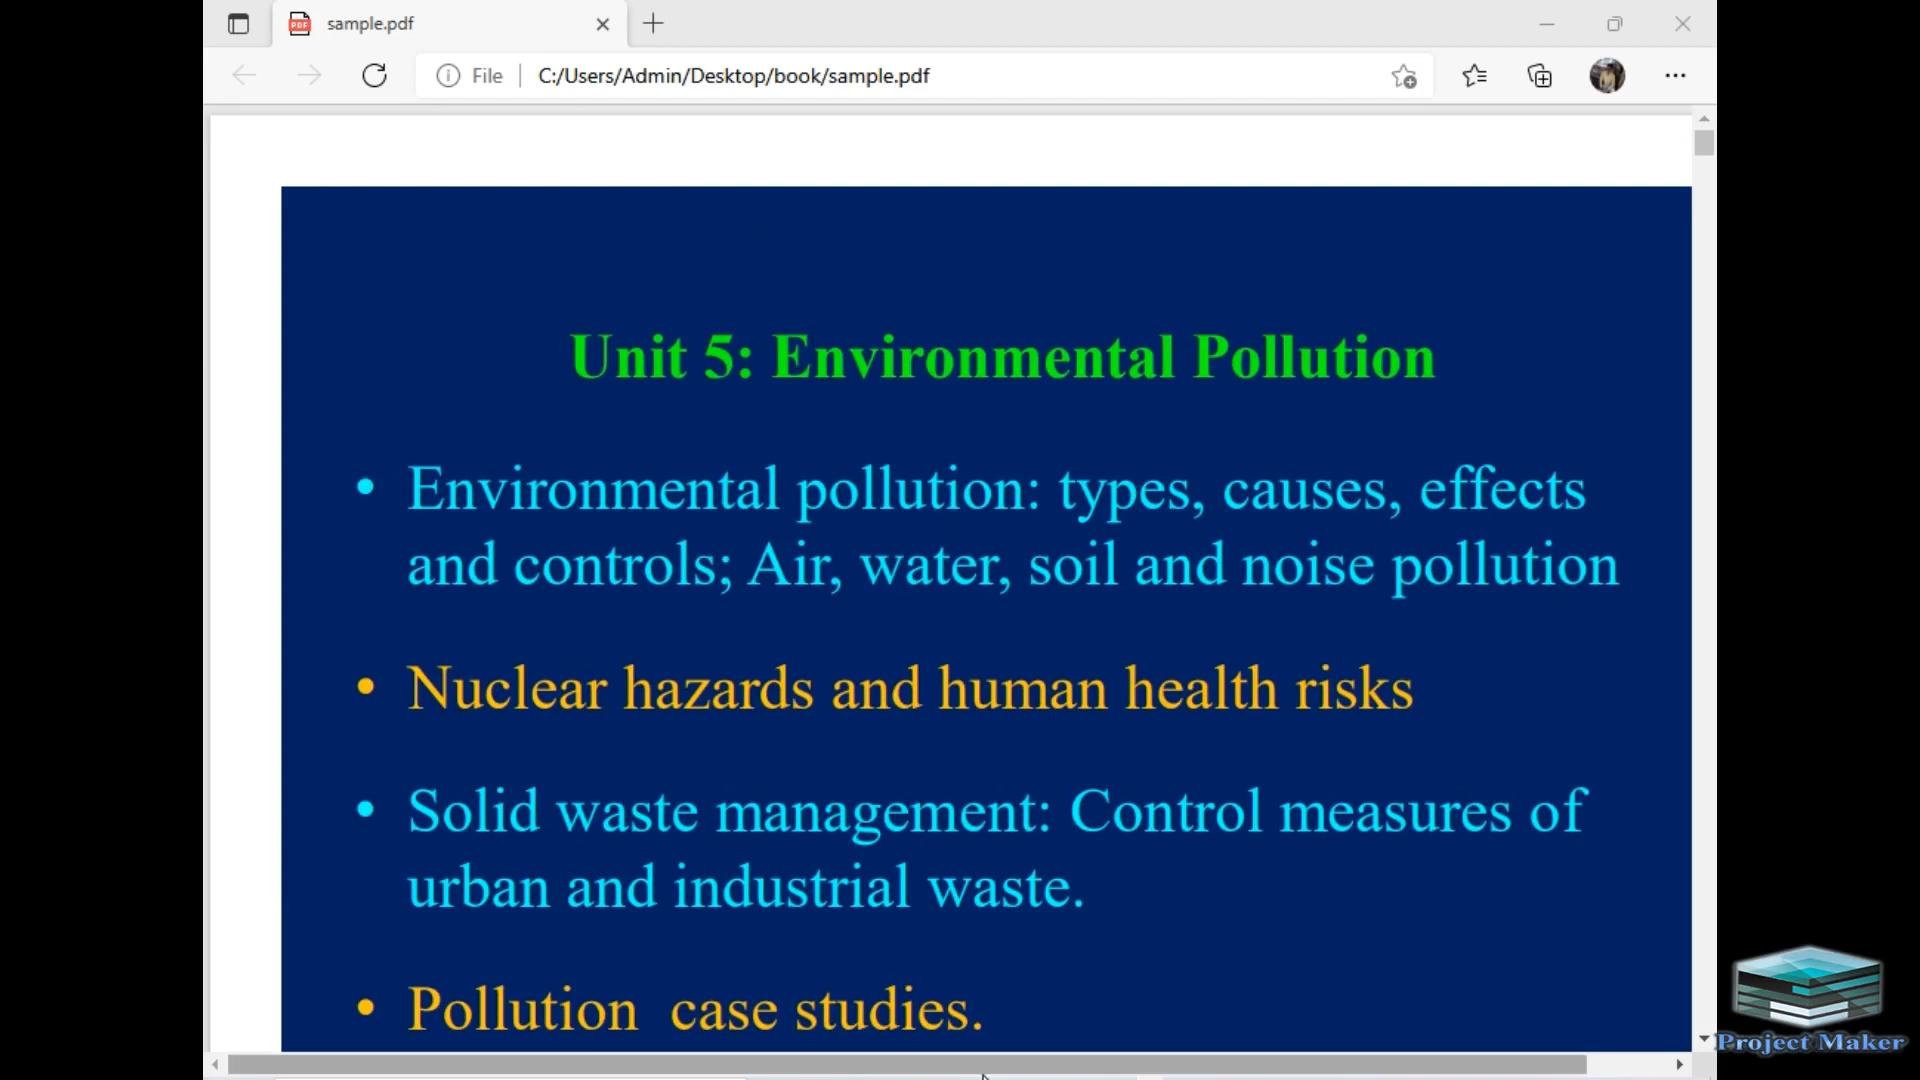 sample.pdf
File
C:/Users/Admin/Desktop/book/sample.pdf
Unit 5: Environmental Pollution
• Environmental pollution: types, causes, effects
and controls; Air, water, soil and noise pollution
• Nuclear hazards and human health risks
• Solid waste management: Control measures of
urban and industrial waste.
• Pollution case studies.
Project Maker